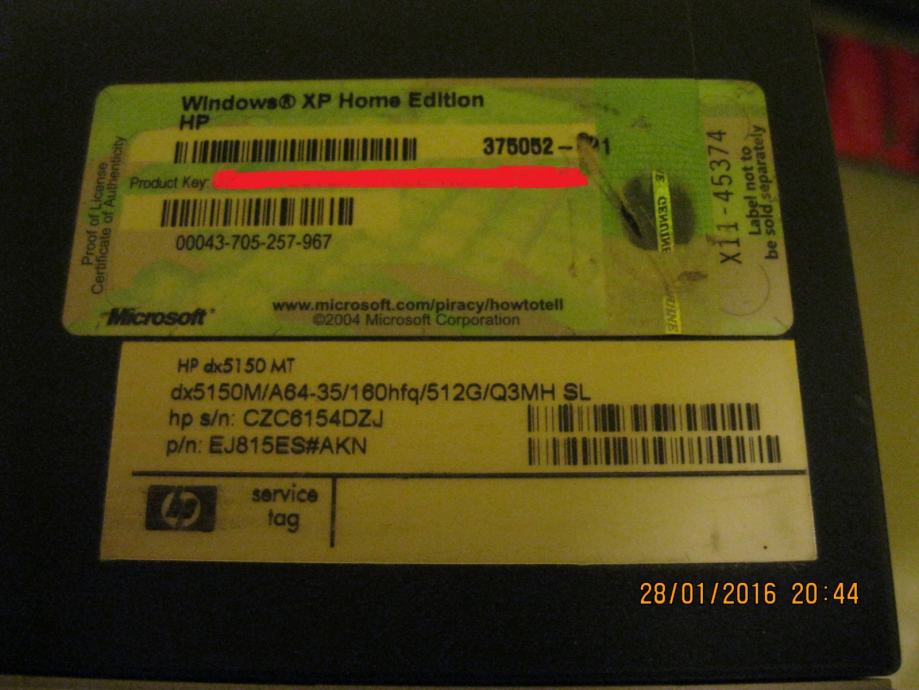 Windows® XP Home Edition
HP
375052-
Product Key:
00043-705-257-967
Proof of License
Certificate of Authenticity
GENUINE
X11-45374
Label not to
be sold separately
www.microsoft.com/piracy/howtotell
©2004 Microsoft Corporation
Microsoft®
HP dx5150 MT
dx5150M/A64-35/160hfq/512G/Q3MH SL
hp s/n: CZC6154DZJ
p/n: EJ815ES#AKN
hp
service
tag
28/01/2016 20:44